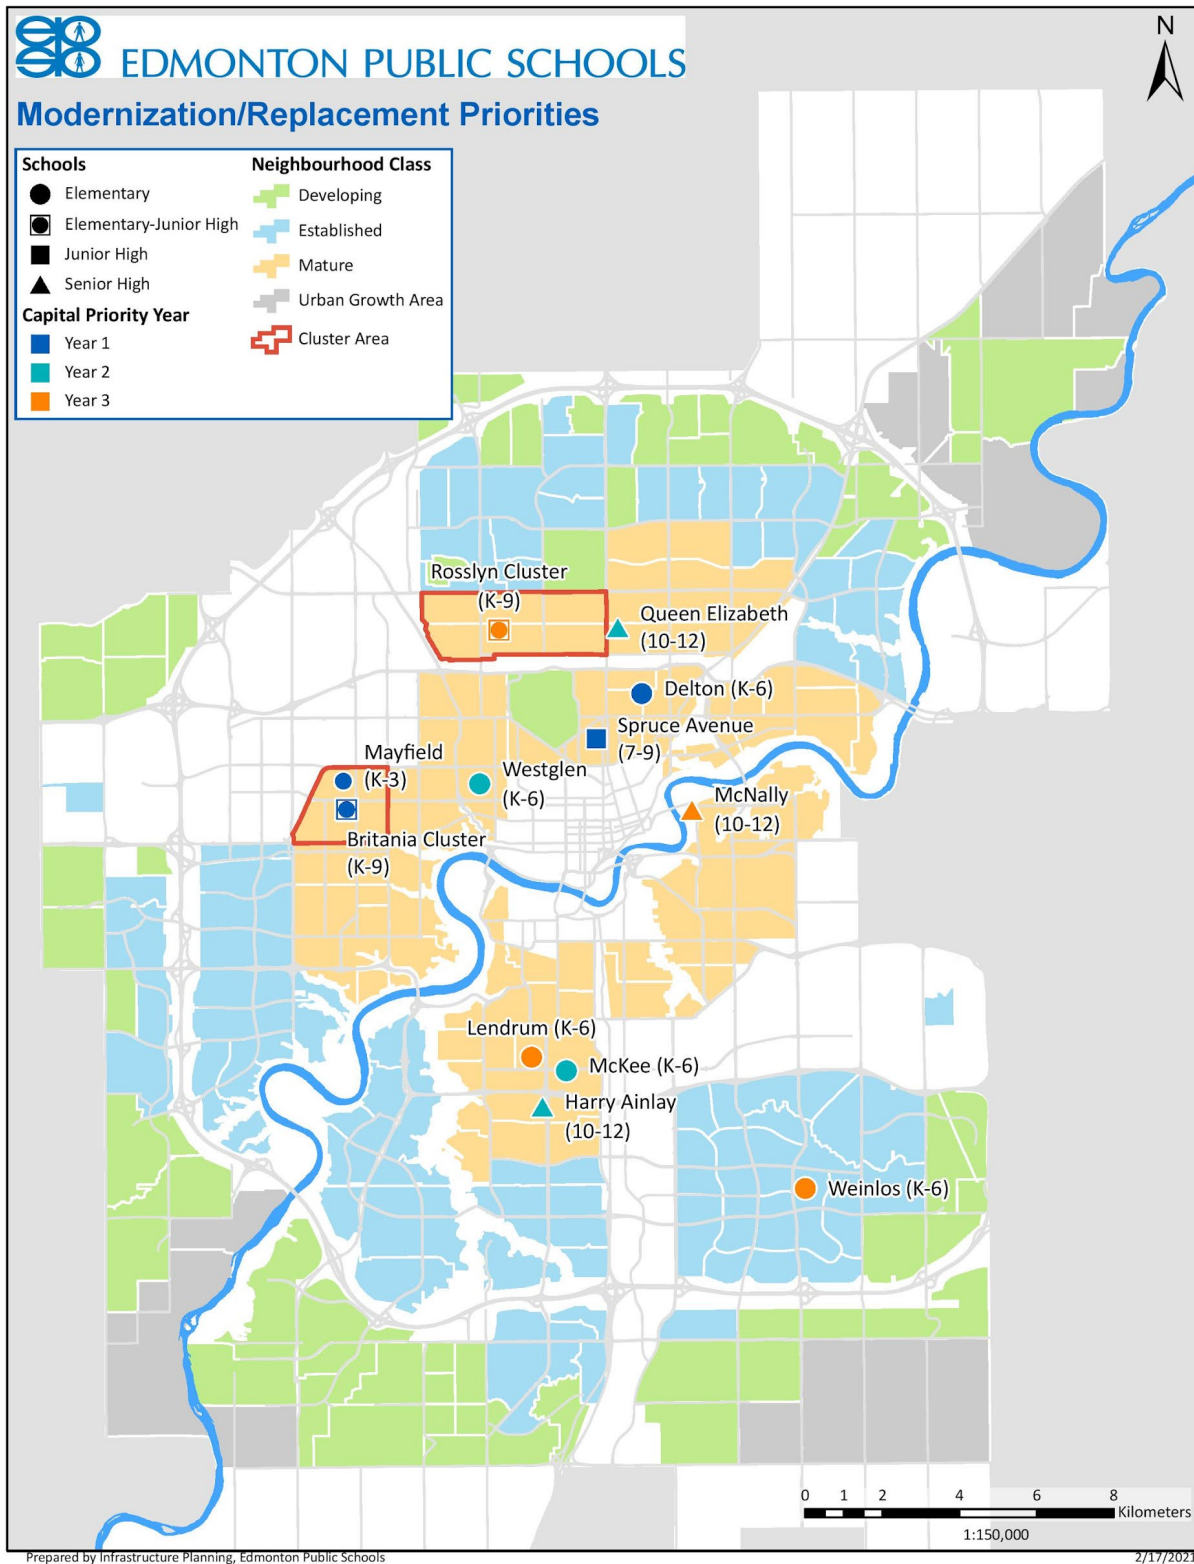 EDMONTON PUBLIC SCHOOLS
N
Modernization/Replacement Priorities
Schools
Elementary
Elementary-Junior High
Junior High
Senior High
Capital Priority Year
Year 1
Year 2
Year 3
Neighbourhood Class
Developing
Established
Mature
Urban Growth Area
Cluster Area
Rosslyn Cluster
(K-9)
Queen Elizabeth
(10-12)
Delton (K-6)
Spruce Avenue
(7-9)
Mayfield
(K-3)
Westglen
(K-6)
McNally
(10-12)
Britania Cluster
(K-9)
Lendrum (K-6)
McKee (K-6)
Harry Ainlay
(10-12)
Weinlos (K-6)
0 1 2 4 6 8
Kilometers
1:150,000
Prepared by Infrastructure Planning, Edmonton Public Schools
2/17/2021